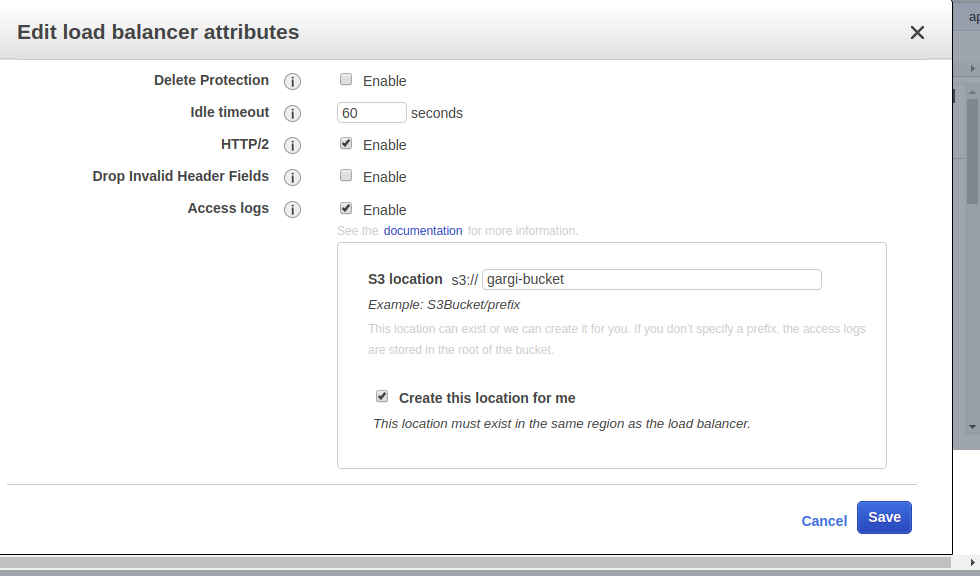 Edit load balancer attributes
Delete Protection Enable
Idle timeout 60 seconds
HTTP/2 Enable
Drop Invalid Header Fields Enable
Access logs Enable
See the documentation for more information.
S3 location s3:// gargi-bucket
Example: S3Bucket/prefix
This location can exist or we can create it for you. If you don't specify a prefix, the access logs
are stored in the root of the bucket.
Create this location for me
This location must exist in the same region as the load balancer.
Cancel Save